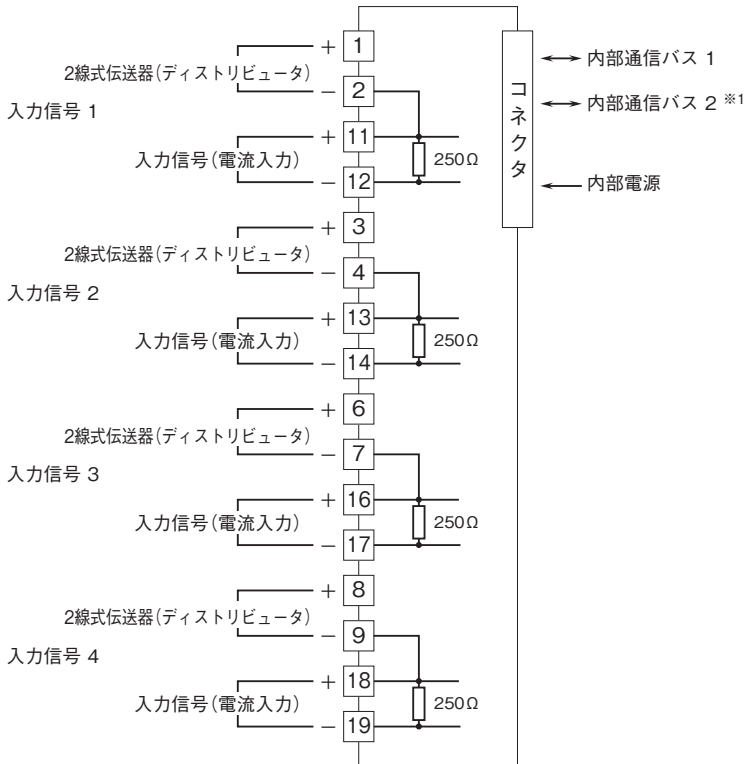 + 1
2線式伝送器(ディストリビュータ)
− 2
入力信号 1
+ 11
入力信号(電流入力)
250Ω
− 12
+ 3
2線式伝送器(ディストリビュータ)
− 4
入力信号 2
+ 13
入力信号(電流入力)
250Ω
− 14
+ 6
2線式伝送器(ディストリビュータ)
− 7
入力信号 3
+ 16
入力信号(電流入力)
250Ω
− 17
+ 8
2線式伝送器(ディストリビュータ)
− 9
入力信号 4
+ 18
入力信号(電流入力)
250Ω
− 19
コネクタ
内部通信バス 1
内部通信バス 2 ※1
内部電源